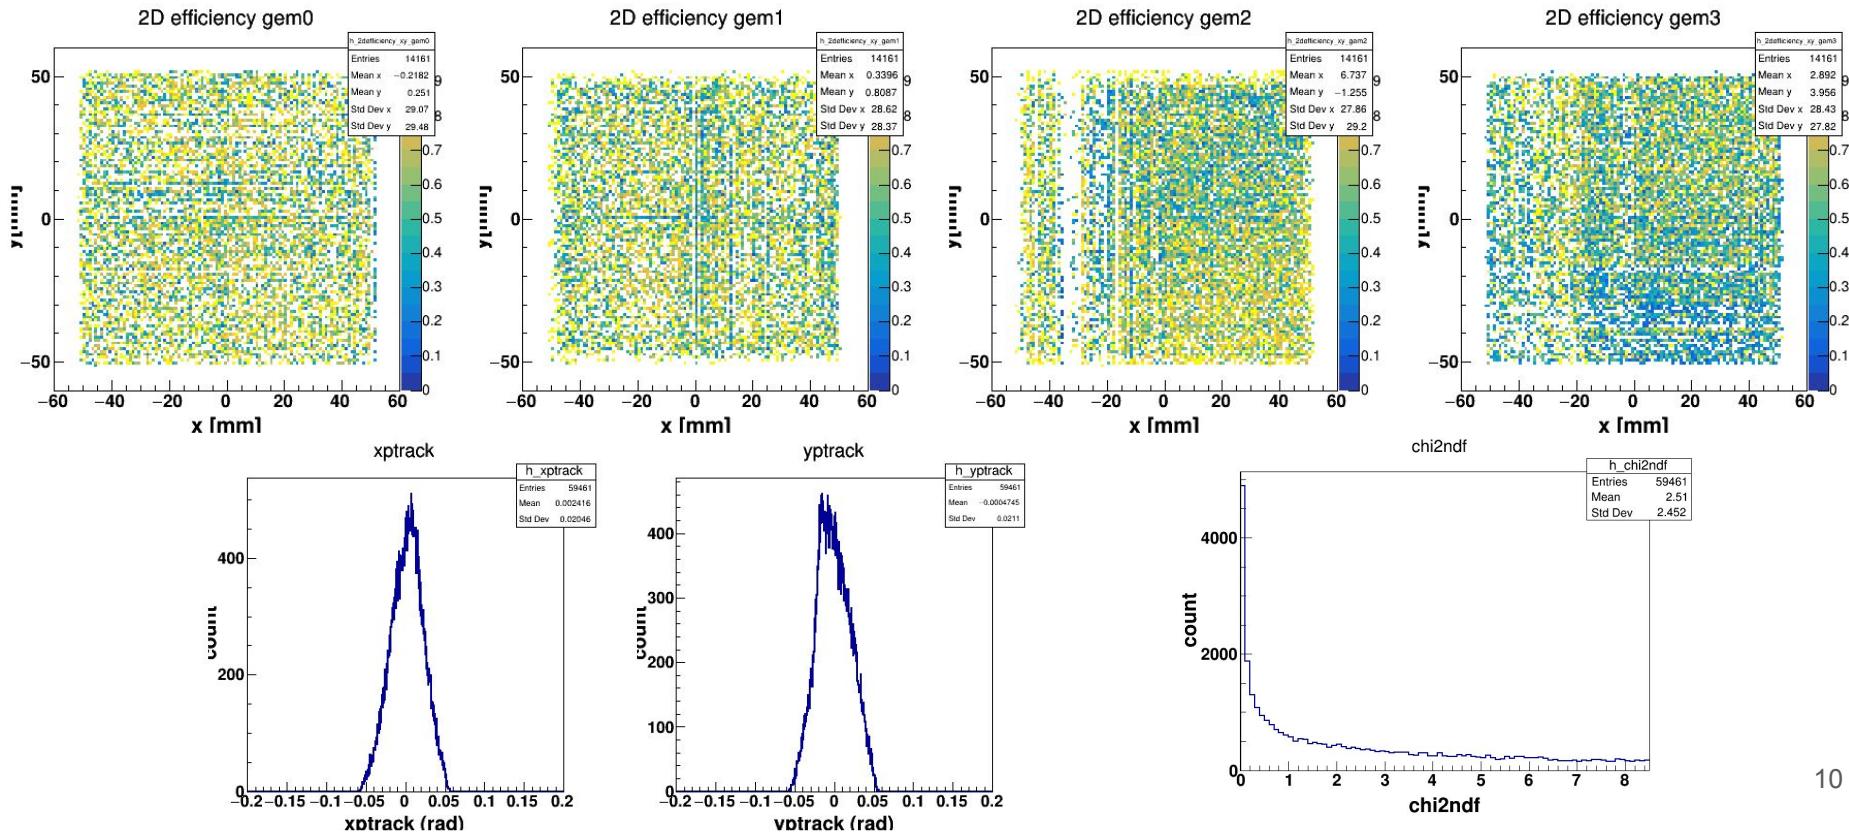 2D efficiency gem0
h_2defficiency_xy_gem0
Entries 14161
Mean x −0.2182
Mean y 0.251
Std Dev x 29.07
Std Dev y 29.48
50
0
−50
y[mm]
−60 −40 −20 0 20 40 60
x [mm]
9
8
0.7
0.6
0.5
0.4
0.3
0.2
0.1
0
2D efficiency gem1
h_2defficiency_xy_gem1
Entries 14161
Mean x 0.3396
Mean y 0.8087
Std Dev x 28.62
Std Dev y 28.37
50
0
−50
y[mm]
−60 −40 −20 0 20 40 60
x [mm]
9
8
0.7
0.6
0.5
0.4
0.3
0.2
0.1
0
2D efficiency gem2
h_2defficiency_xy_gem2
Entries 14161
Mean x 6.737
Mean y −1.255
Std Dev x 27.86
Std Dev y 29.2
50
0
−50
y[mm]
−60 −40 −20 0 20 40 60
x [mm]
9
8
0.7
0.6
0.5
0.4
0.3
0.2
0.1
0
2D efficiency gem3
h_2defficiency_xy_gem3
Entries 14161
Mean x 2.892
Mean y 3.956
Std Dev x 28.43
Std Dev y 27.82
50
0
−50
y[mm]
−60 −40 −20 0 20 40 60
x [mm]
9
8
0.7
0.6
0.5
0.4
0.3
0.2
0.1
0
xptrack
h_xptrack
Entries 59461
Mean 0.002416
Std Dev 0.02046
400
200
0
count
−0.2 −0.15 −0.1 −0.05 0 0.05 0.1 0.15 0.2
xptrack (rad)
yptrack
h_yptrack
Entries 59461
Mean −0.0004745
Std Dev 0.0211
400
300
200
100
0
count
−0.2 −0.15 −0.1 −0.05 0 0.05 0.1 0.15 0.2
yptrack (rad)
chi2ndf
h_chi2ndf
Entries 59461
Mean 2.51
Std Dev 2.452
4000
2000
0
count
0 1 2 3 4 5 6 7 8
chi2ndf
10